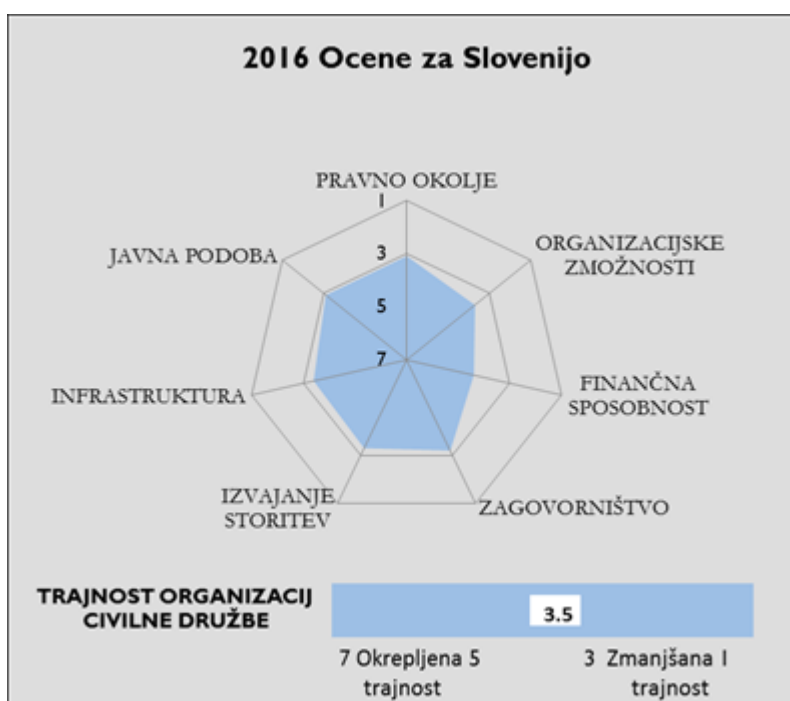 2016 Ocene za Slovenijo
PRAVNO OKOLJE
1
JAVNA PODOBA
3
ORGANIZACIJSKE
ZMOŽNOSTI
5
7
INFRASTRUKTURA
FINANČNA
SPOSOBNOST
IZVAJANJE
STORITEV
ZAGOVORNIŠTVO
TRAJNOST ORGANIZACIJ
CIVILNE DRUŽBE
3.5
7 Okrepljena 5
trajnost
3 Zmanjšana 1
trajnost